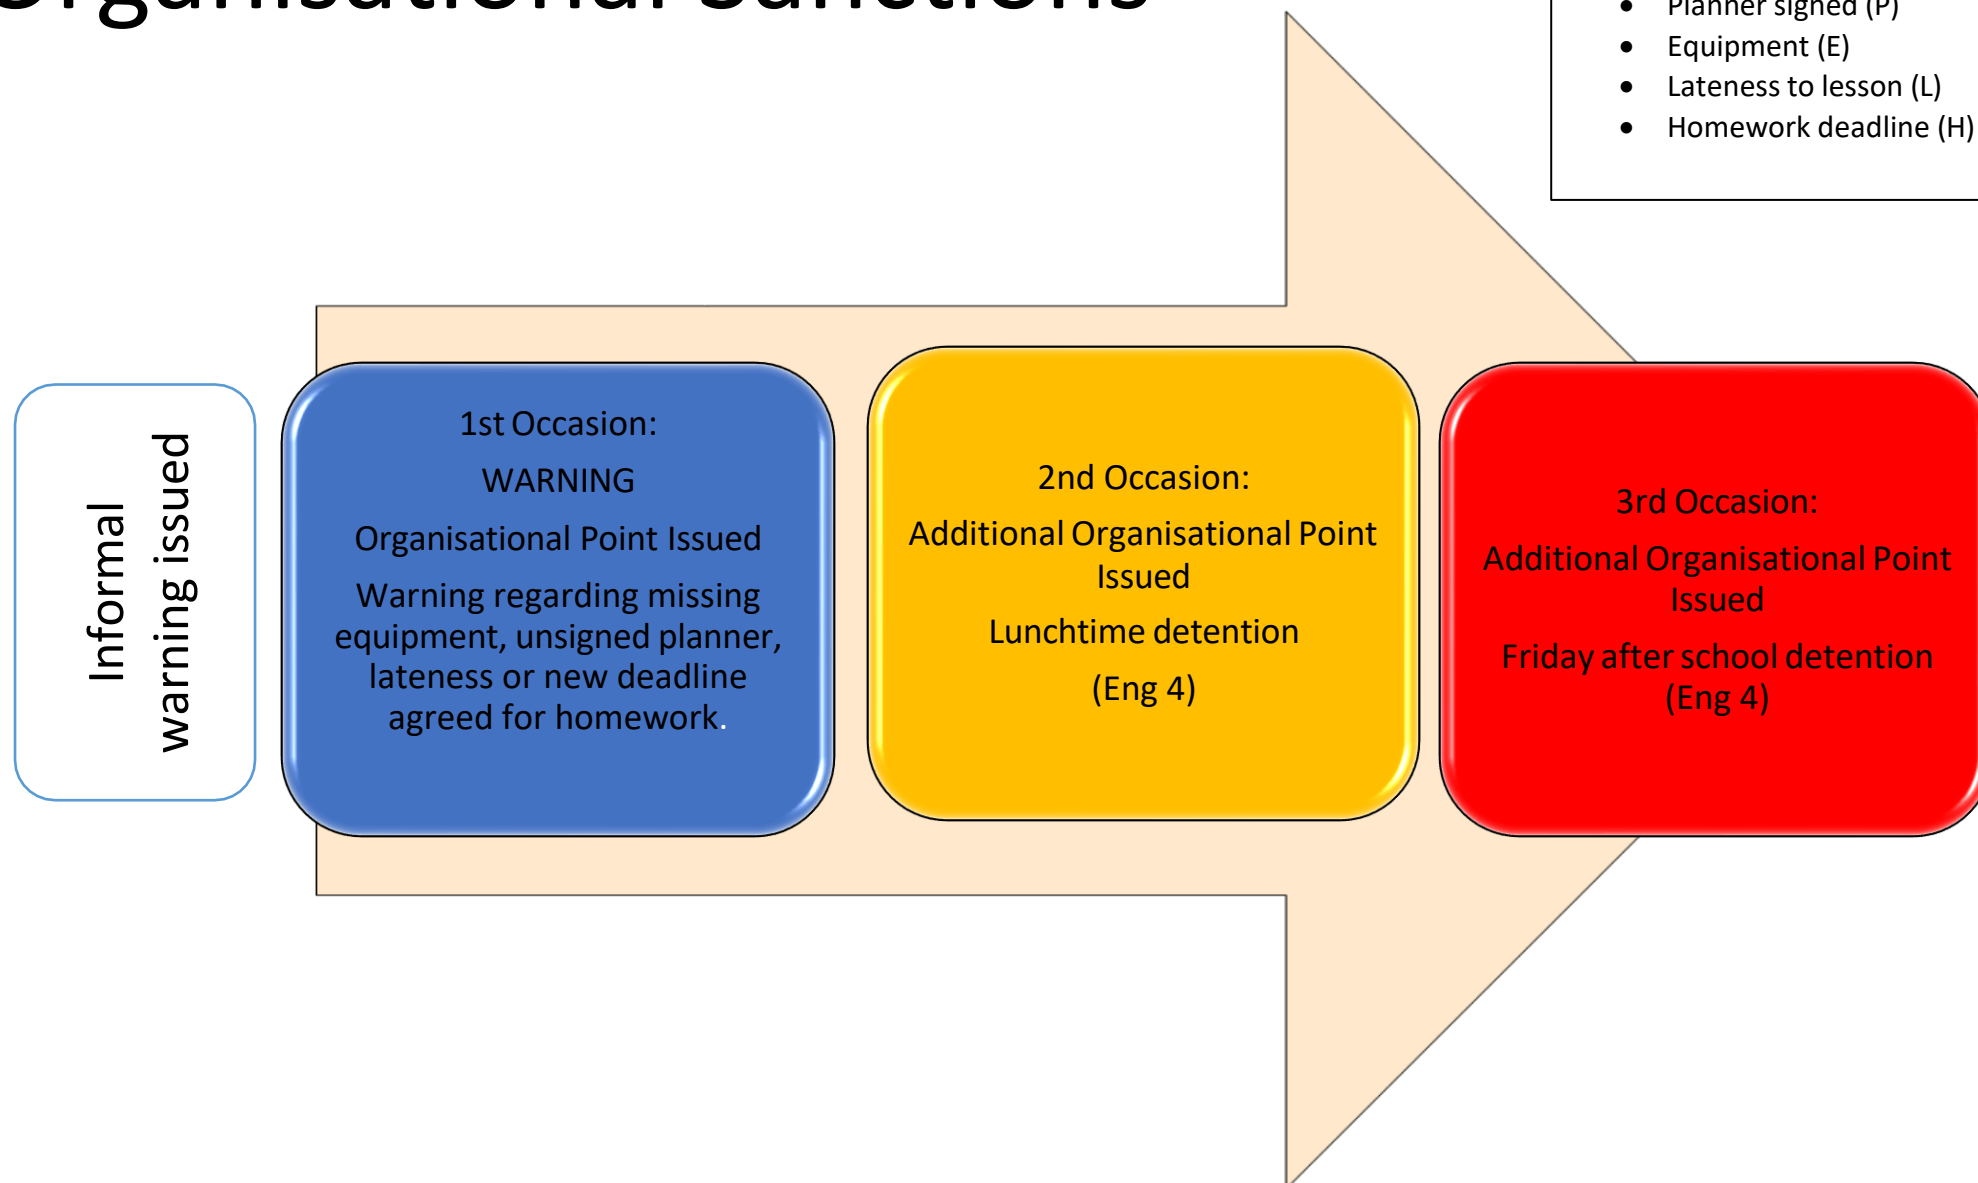 Organisational Sanctions
• Planner signed (P)
• Equipment (E)
• Lateness to lesson (L)
• Homework deadline (H)
Informal
warning issued
1st Occasion:
WARNING
Organisational Point Issued
Warning regarding missing
equipment, unsigned planner,
lateness or new deadline
agreed for homework.
2nd Occasion:
Additional Organisational Point
Issued
Lunchtime detention
(Eng 4)
3rd Occasion:
Additional Organisational Point
Issued
Friday after school detention
(Eng 4)